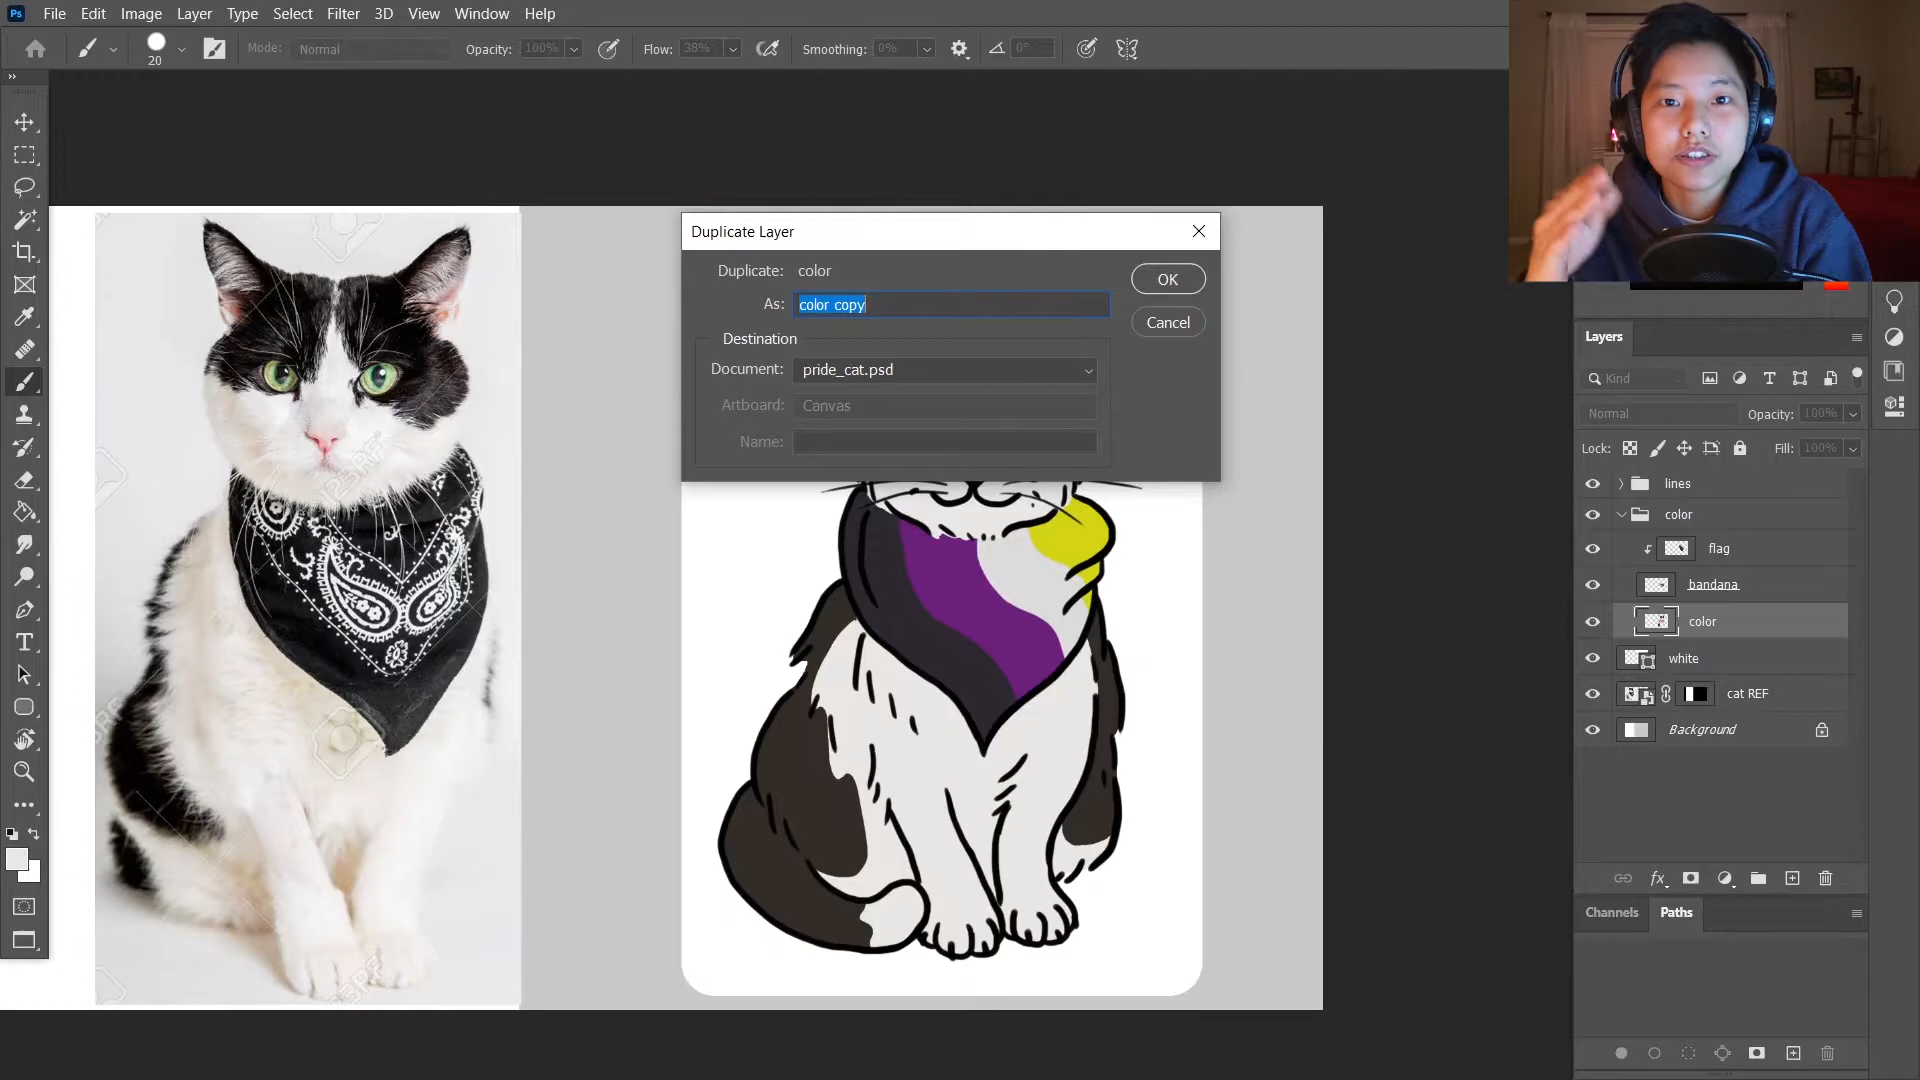 Ps File Edit Image Layer Type Select Filter 3D View Window Help
20 Mode: Normal Opacity: 100% Flow: 38% Smoothing: 0% 0°
Duplicate Layer
Duplicate: color
As: color copy
OK
Cancel
Destination
Document: pride_cat.psd
Artboard: Canvas
Name:
123RF
123RF
Layers
Kind
Normal Opacity: 100%
Lock: Fill: 100%
lines
color
flag
bandana
color
white
cat REF
Background
fx
Channels Paths